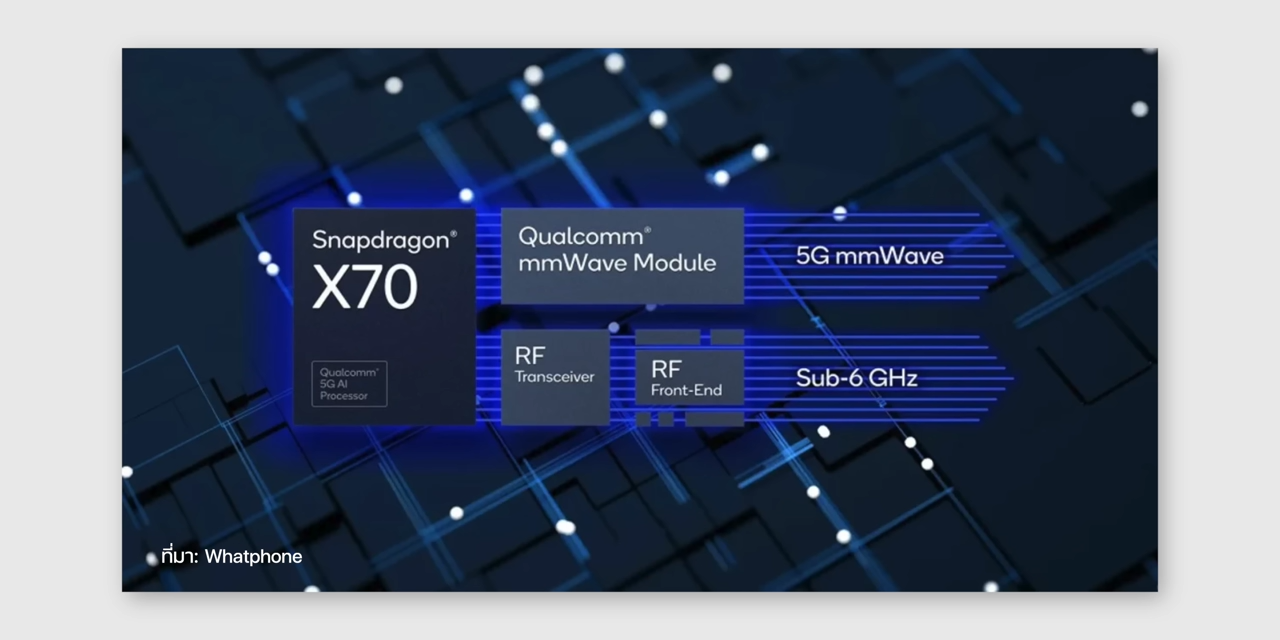 Snapdragon®
X70
Qualcomm®
5G AI
Processor
Qualcomm®
mmWave Module
RF
Transceiver
RF
Front-End
5G mmWave
Sub-6 GHz
ที่มา: Whatphone